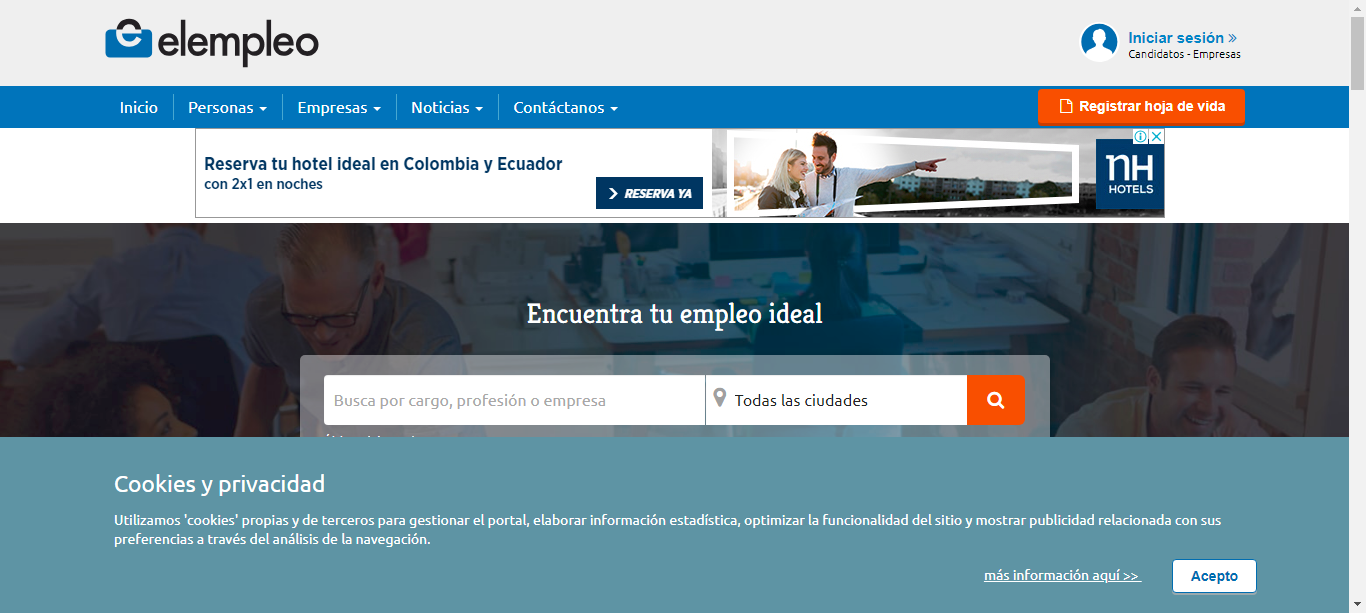 elempleo
Iniciar sesión »
Candidatos - Empresas
Inicio
Personas
Empresas
Noticias
Contáctanos
Registrar hoja de vida
Reserva tu hotel ideal en Colombia y Ecuador
con 2x1 en noches
RESERVA YA
nH
HOTELS
Encuentra tu empleo ideal
Busca por cargo, profesión o empresa
Todas las ciudades
Cookies y privacidad
Utilizamos 'cookies' propias y de terceros para gestionar el portal, elaborar información estadística, optimizar la funcionalidad del sitio y mostrar publicidad relacionada con sus
preferencias a través del análisis de la navegación.
más información aquí >>
Acepto